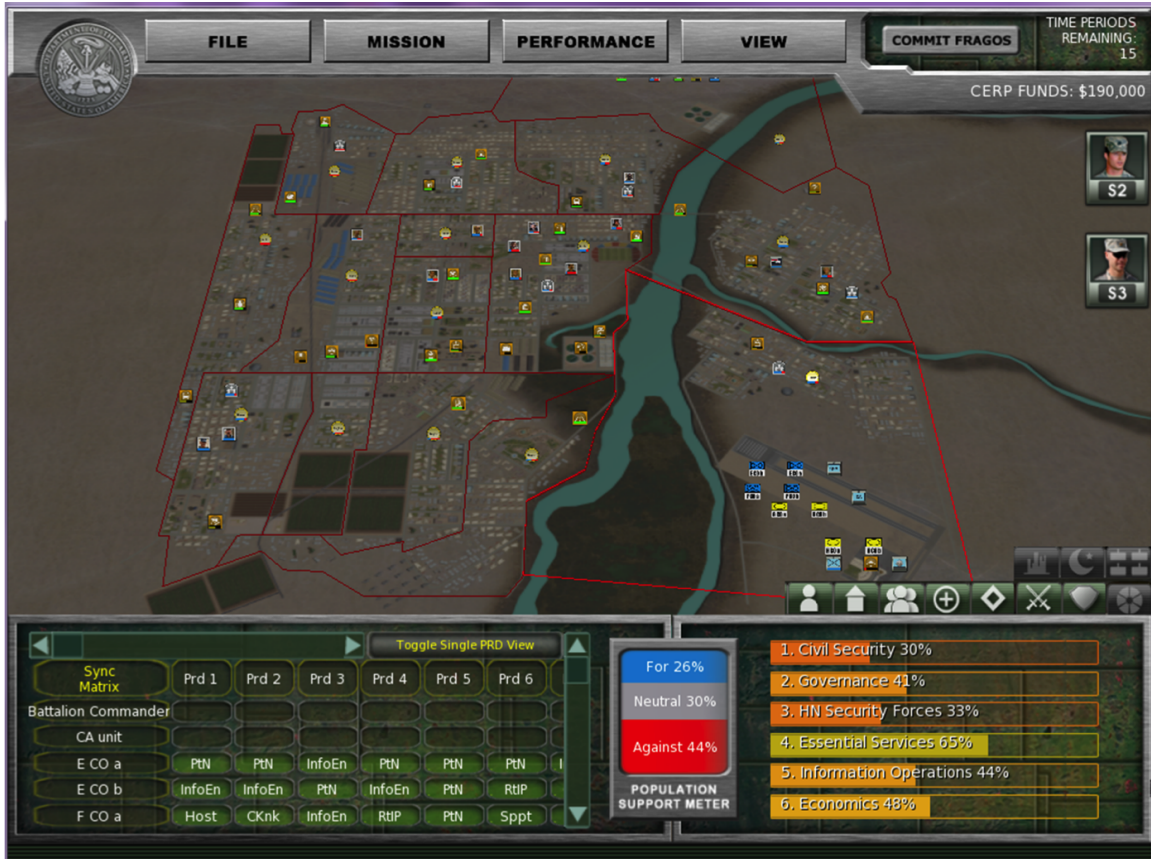 FILE
MISSION
PERFORMANCE
VIEW
COMMIT FRAGOS
TIME PERIODS
REMAINING:
15
CERP FUNDS: $190,000
S2
S3
Toggle Single PRD View
Sync
Matrix
Prd 1 Prd 2 Prd 3 Prd 4 Prd 5 Prd 6
Battalion Commander
CA unit
E CO a PtN PtN InfoEn PtN PtN PtN I
E CO b InfoEn InfoEn PtN InfoEn PtN RtIP
F CO a Host CKnk InfoEn RtIP PtN Sppt
For 26%
Neutral 30%
Against 44%
POPULATION
SUPPORT METER
1. Civil Security 30%
2. Governance 41%
3. HN Security Forces 33%
4. Essential Services 65%
5. Information Operations 44%
6. Economics 48%